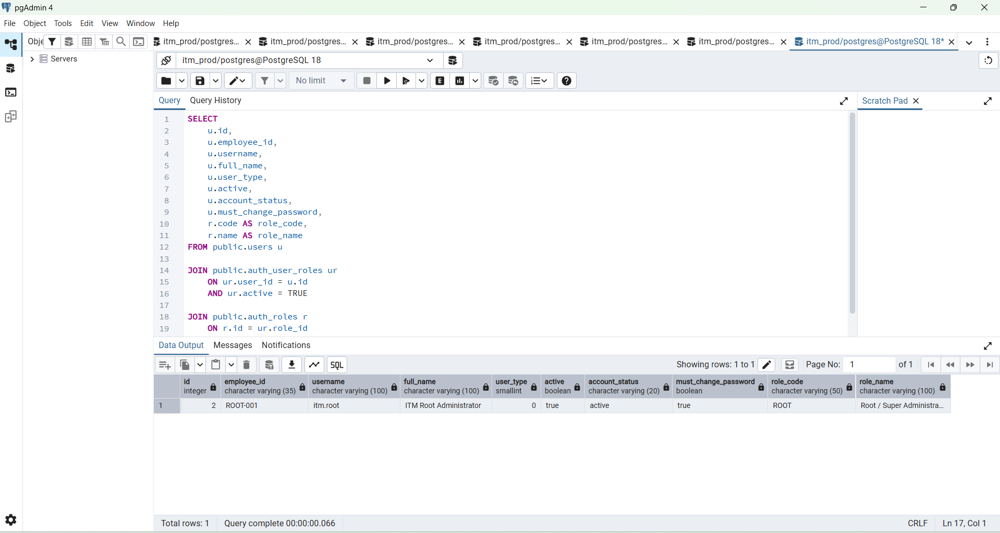 pgAdmin 4
File Object Tools Edit View Window Help
Obje
itm_prod/postgres... itm_prod/postgres... itm_prod/postgres... itm_prod/postgres... itm_prod/postgres... itm_prod/postgres... itm_prod/postgres@PostgreSQL 18*
Servers
itm_prod/postgres@PostgreSQL 18
No limit
E
Query Query History
Scratch Pad
1 SELECT
2 u.id,
3 u.employee_id,
4 u.username,
5 u.full_name,
6 u.user_type,
7 u.active,
8 u.account_status,
9 u.must_change_password,
10 r.code AS role_code,
11 r.name AS role_name
12 FROM public.users u
13
14 JOIN public.auth_user_roles ur
15 ON ur.user_id = u.id
16 AND ur.active = TRUE
17
18 JOIN public.auth_roles r
19 ON r.id = ur.role_id
Data Output Messages Notifications
SQL
Showing rows: 1 to 1
Page No: 1 of 1
id employee_id username full_name user_type active account_status must_change_password role_code role_name
integer character varying (35) character varying (100) character varying (100) smallint boolean character varying (20) boolean character varying (50) character varying (100)
1 2 ROOT-001 itm.root ITM Root Administrator 0 true active true ROOT Root / Super Administra...
Total rows: 1 Query complete 00:00:00.066
CRLF Ln 17, Col 1